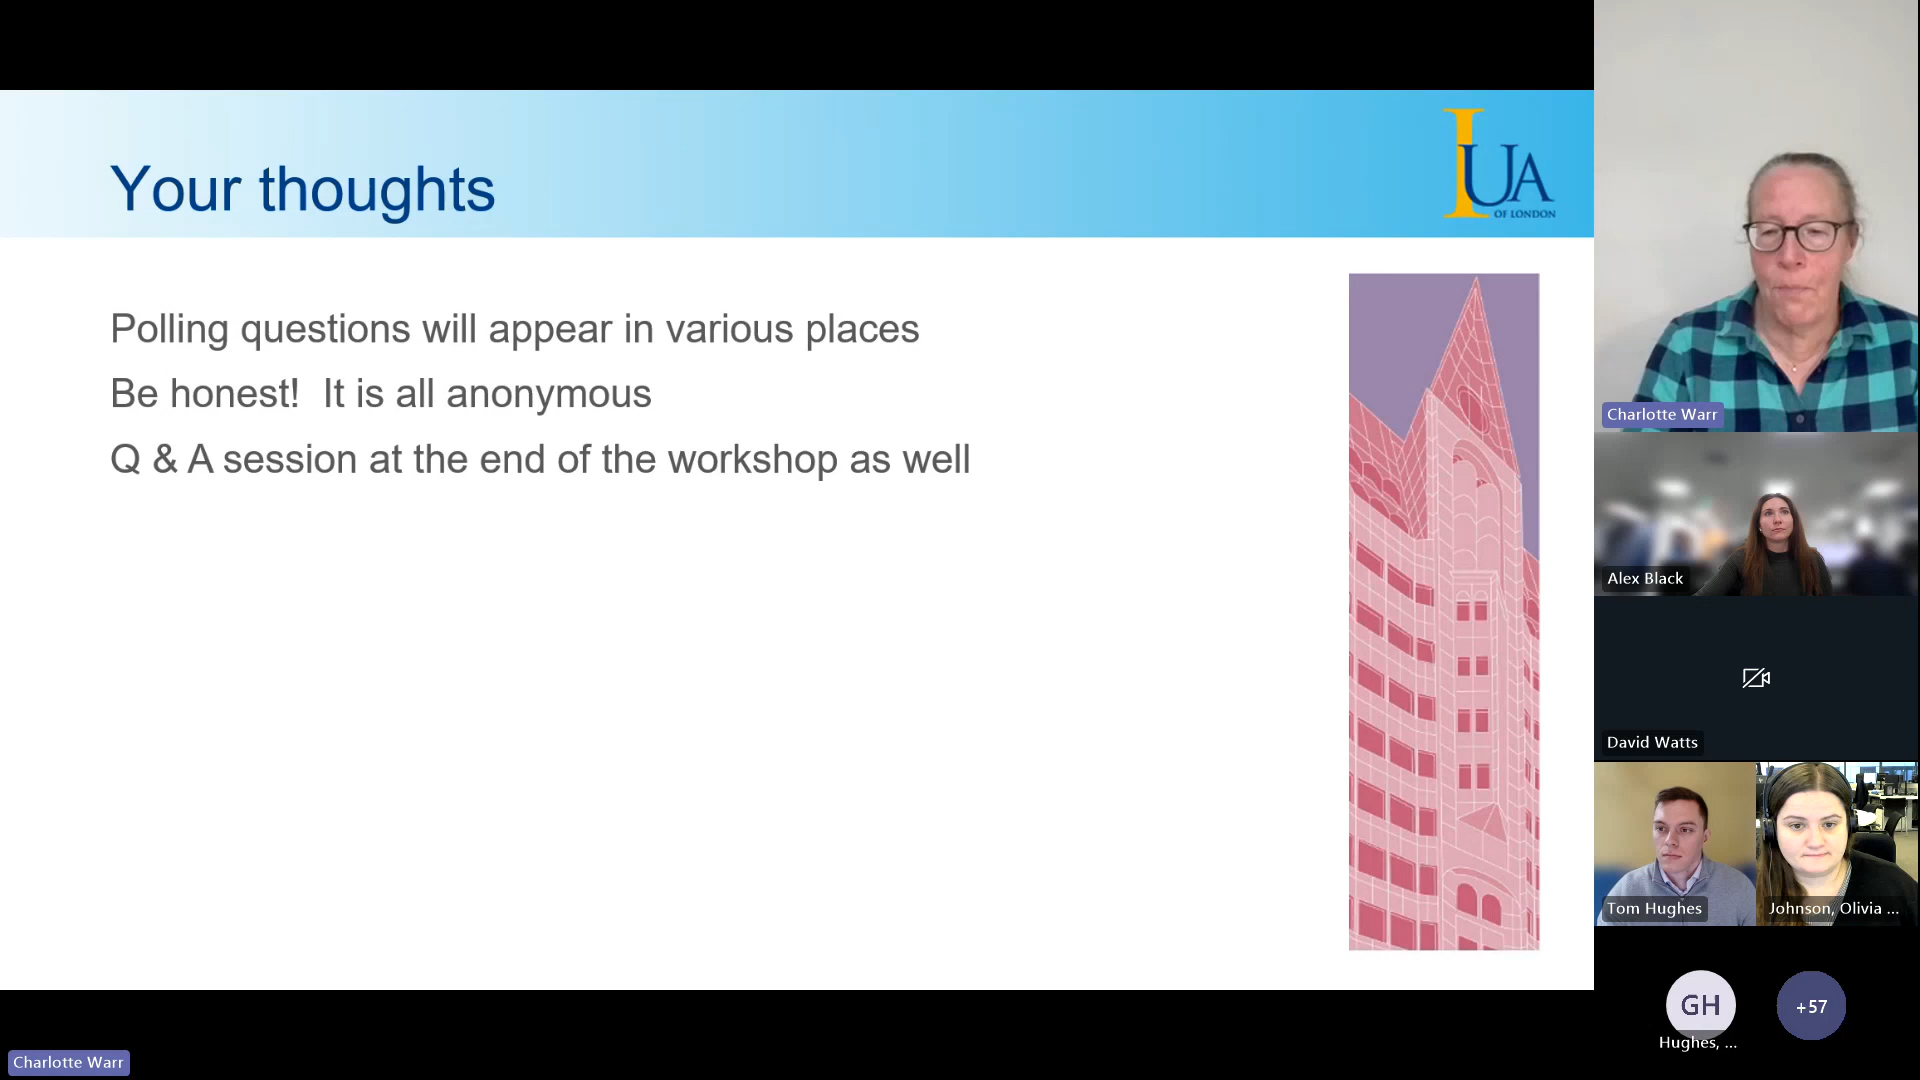 Your thoughts
IUA
OF LONDON
Polling questions will appear in various places
Be honest!  It is all anonymous
Q & A session at the end of the workshop as well
Charlotte Warr
Alex Black
David Watts
Tom Hughes
Johnson, Olivia ...
GH
+57
Hughes, ...
Charlotte Warr